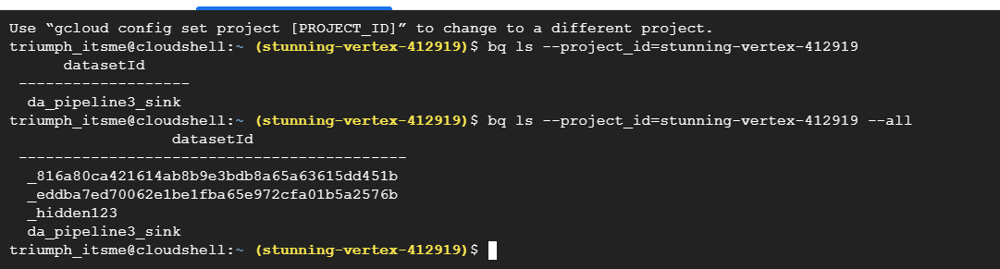 Use “gcloud config set project [PROJECT_ID]” to change to a different project.
triumph_itsme@cloudshell:~ (stunning-vertex-412919)$ bq ls --project_id=stunning-vertex-412919
datasetId
-------------------
da_pipeline3_sink
triumph_itsme@cloudshell:~ (stunning-vertex-412919)$ bq ls --project_id=stunning-vertex-412919 --all
datasetId
-------------------------------------------
_816a80ca421614ab8b9e3bdb8a65a63615dd451b
_eddba7ed70062e1be1fba65e972cfa01b5a2576b
_hidden123
da_pipeline3_sink
triumph_itsme@cloudshell:~ (stunning-vertex-412919)$